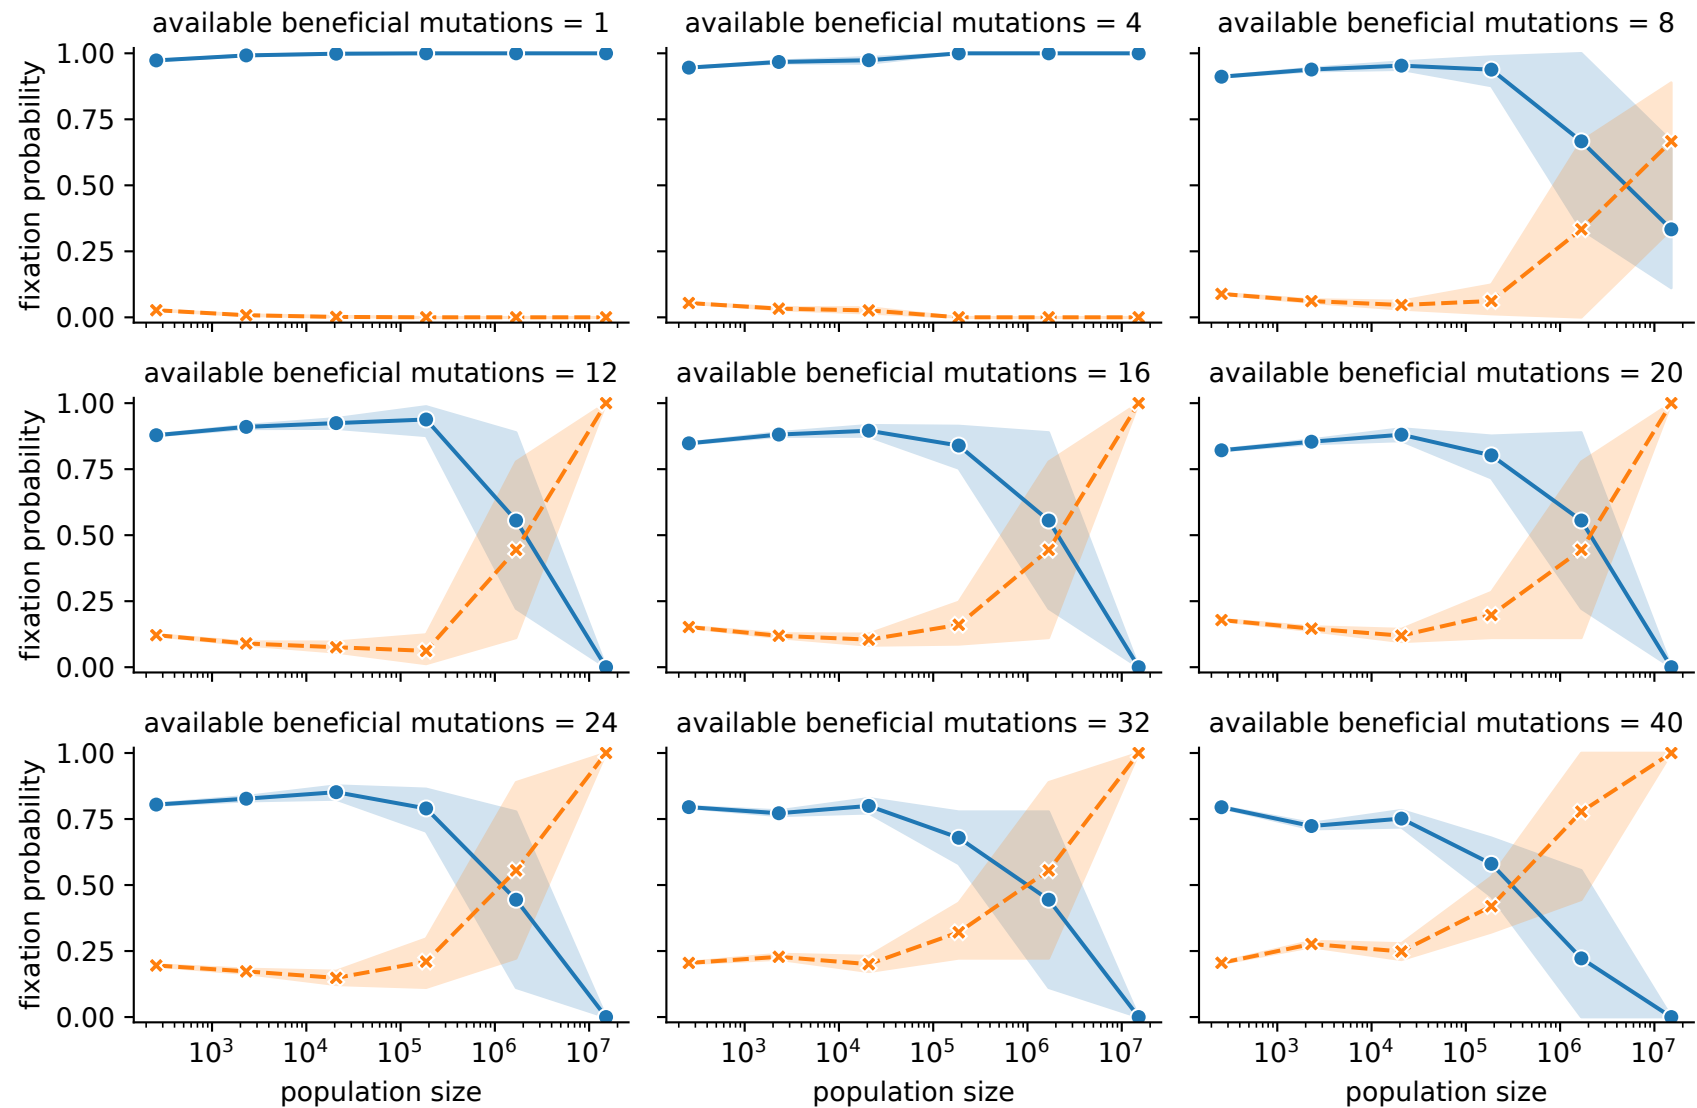 available beneficial mutations = 1
available beneficial mutations = 4
available beneficial mutations = 8
fixation probability
1.00
0.75
0.50
0.25
0.00
available beneficial mutations = 12
available beneficial mutations = 16
available beneficial mutations = 20
fixation probability
1.00
0.75
0.50
0.25
0.00
available beneficial mutations = 24
available beneficial mutations = 32
available beneficial mutations = 40
fixation probability
1.00
0.75
0.50
0.25
0.00
10³ 10⁴ 10⁵ 10⁶ 10⁷
10³ 10⁴ 10⁵ 10⁶ 10⁷
10³ 10⁴ 10⁵ 10⁶ 10⁷
population size
population size
population size